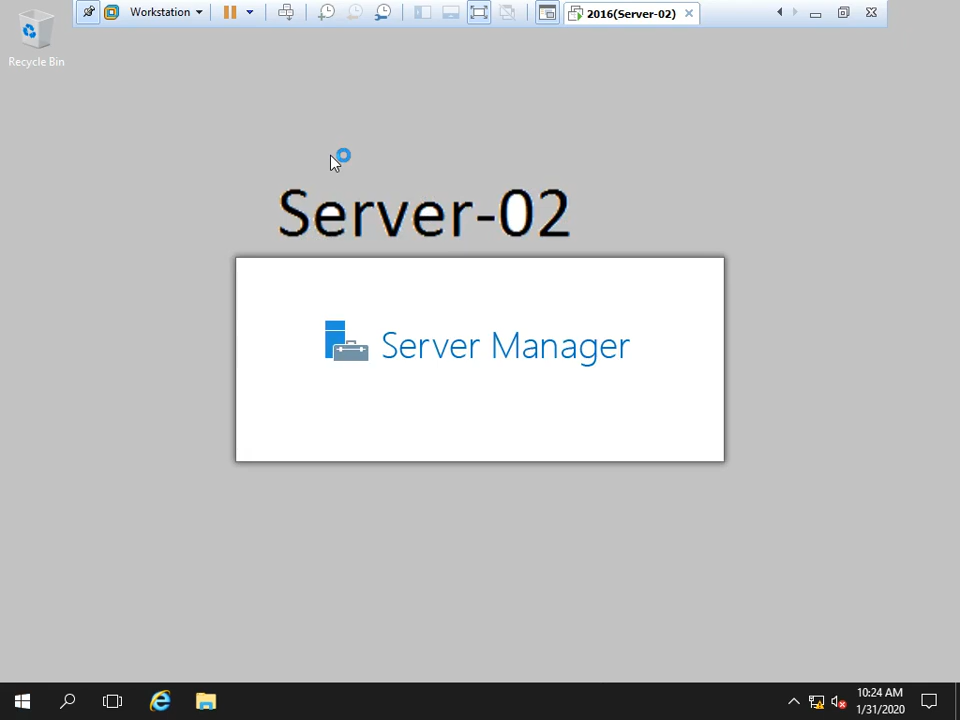 Workstation
2016(Server-02)
Recycle Bin
Server-02
Server Manager
10:24 AM
1/31/2020